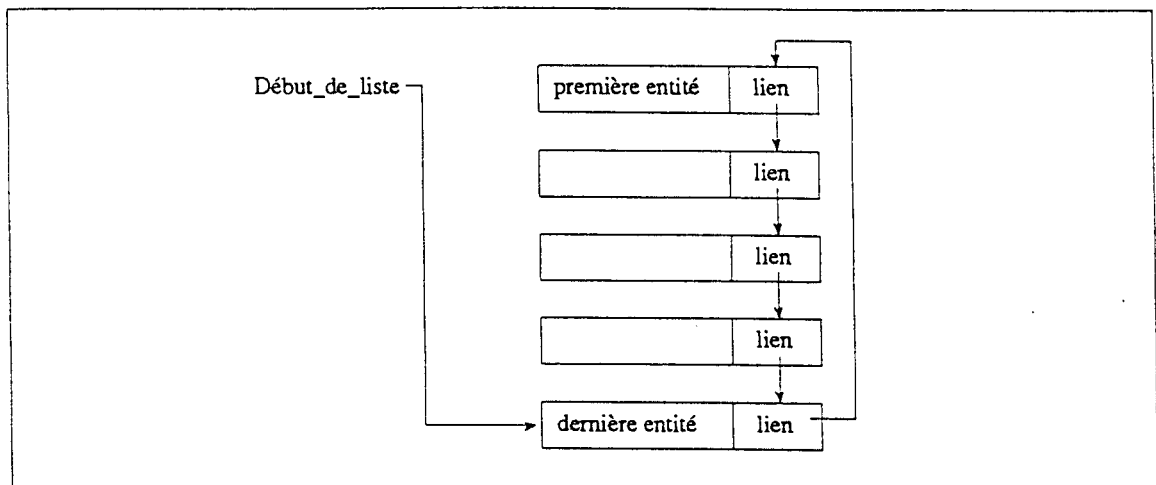 Début_de_liste
première entité lien
lien
lien
lien
dernière entité lien